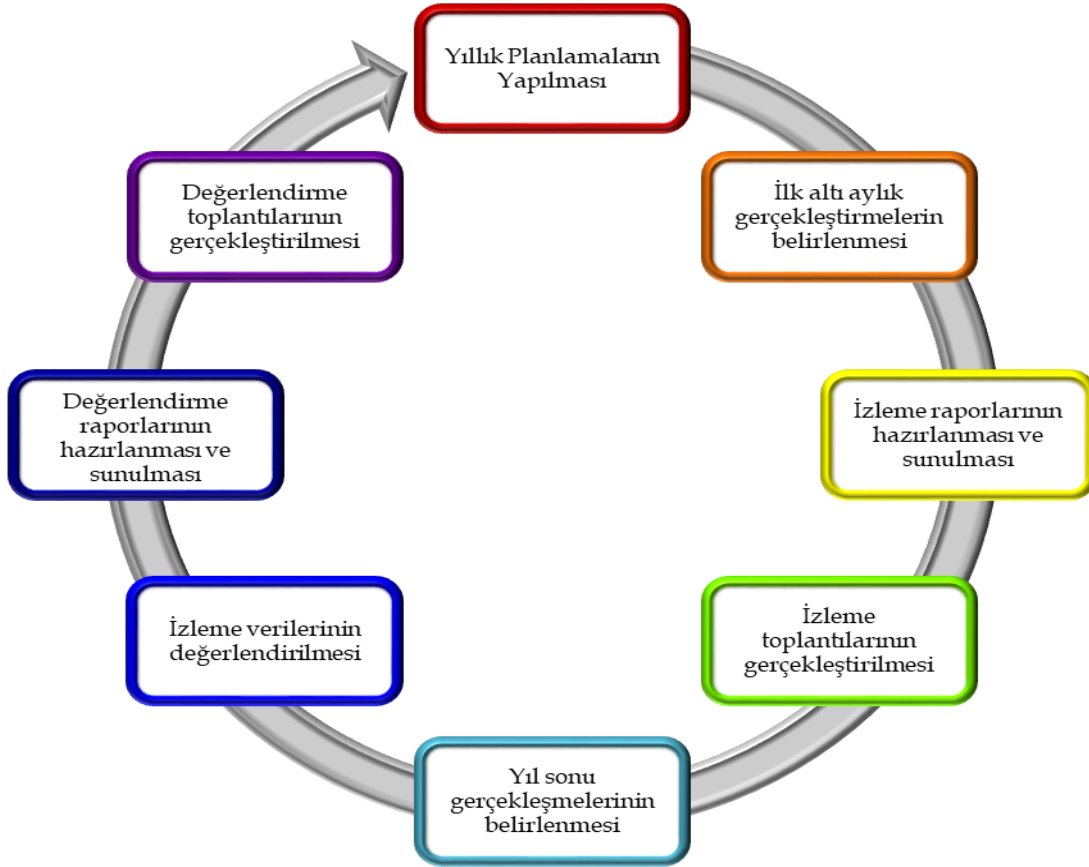 Yıllık Planlamaların
Yapılması
İlk altı aylık
gerçekleştirmelerin
belirlenmesi
İzleme raporlarının
hazırlanması ve
sunulması
İzleme
toplantılarının
gerçekleştirilmesi
Yıl sonu
gerçekleşmelerinin
belirlenmesi
İzleme verilerinin
değerlendirilmesi
Değerlendirme
raporlarının
hazırlanması ve
sunulması
Değerlendirme
toplantılarının
gerçekleştirilmesi